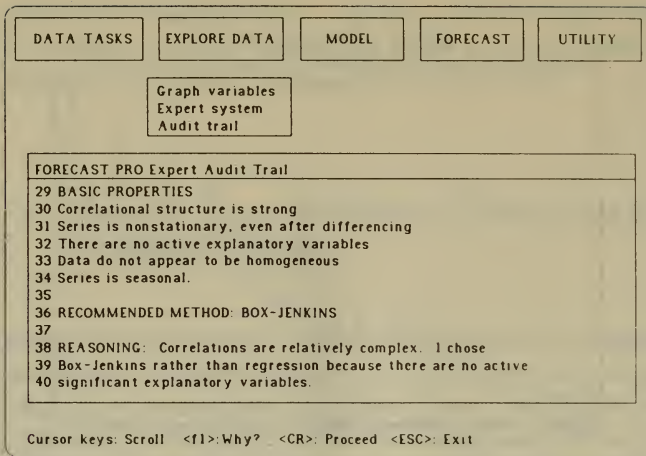 DATA TASKS EXPLORE DATA MODEL FORECAST UTILITY
Graph variables
Expert system
Audit trail
FORECAST PRO Expert Audit Trail
29 BASIC PROPERTIES
30 Correlational structure is strong
31 Series is nonstationary, even after differencing
32 There are no active explanatory variables
33 Data do not appear to be homogeneous
34 Series is seasonal.
35
36 RECOMMENDED METHOD: BOX-JENKINS
37
38 REASONING: Correlations are relatively complex. I chose
39 Box-Jenkins rather than regression because there are no active
40 significant explanatory variables.
Cursor keys: Scroll <f1>:Why? <CR>: Proceed <ESC>: Exit